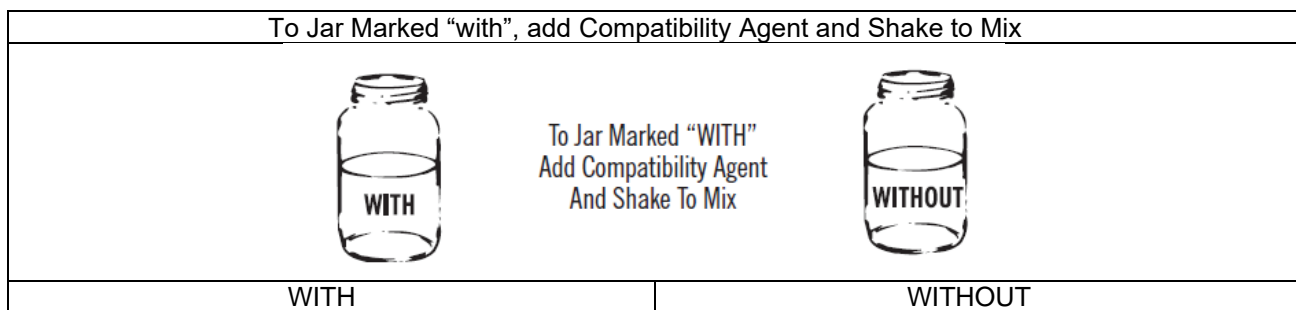 To Jar Marked “with”, add Compatibility Agent and Shake to Mix
To Jar Marked “WITH”
Add Compatibility Agent
And Shake To Mix
WITH
WITHOUT
WITH
WITHOUT